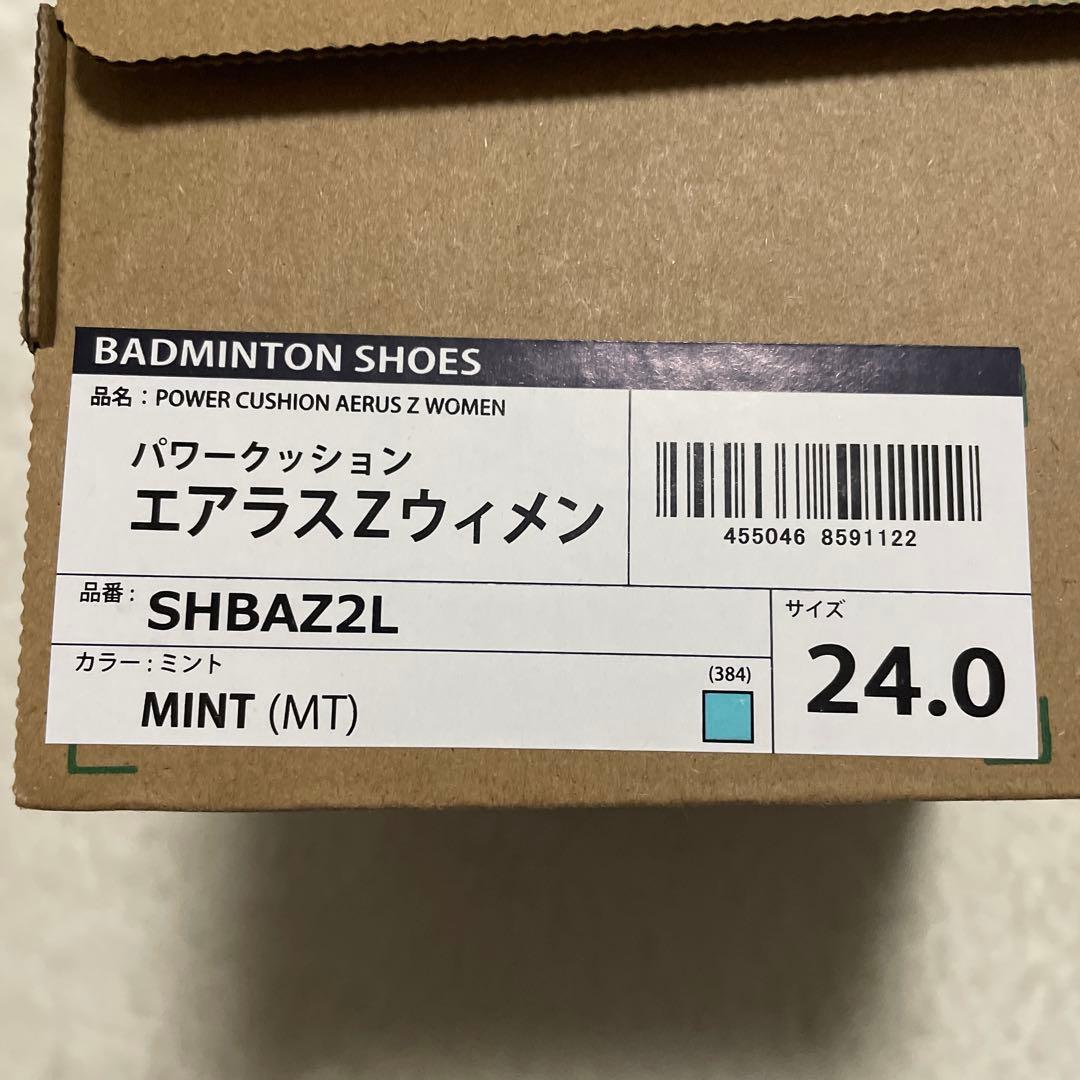 BADMINTON SHOES
品名：POWER CUSHION AERUS Z WOMEN
パワークッション
エアラスZウィメン
455046 8591122
品番：
SHBAZ2L
カラー：ミント
MINT (MT)
(384)
サイズ
24.0